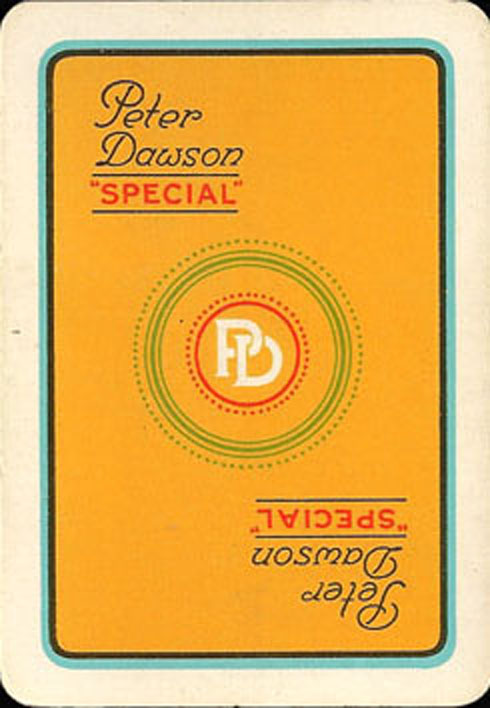 Peter
Dawson
"SPECIAL"
PD
"SPECIAL"
Dawson
Peter